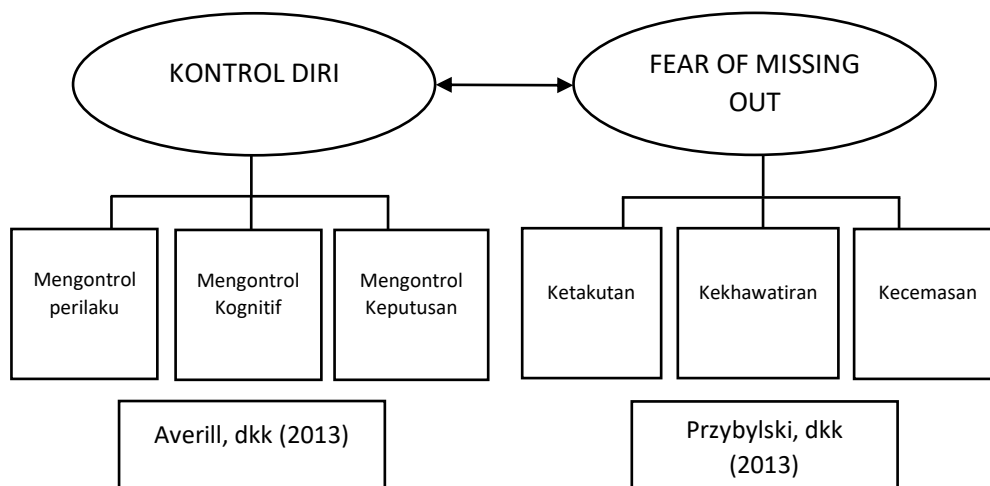 KONTROL DIRI
FEAR OF MISSING
OUT
Mengontrol
perilaku
Mengontrol
Kognitif
Mengontrol
Keputusan
Ketakutan
Kekhawatiran
Kecemasan
Averill, dkk (2013)
Przybylski, dkk
(2013)